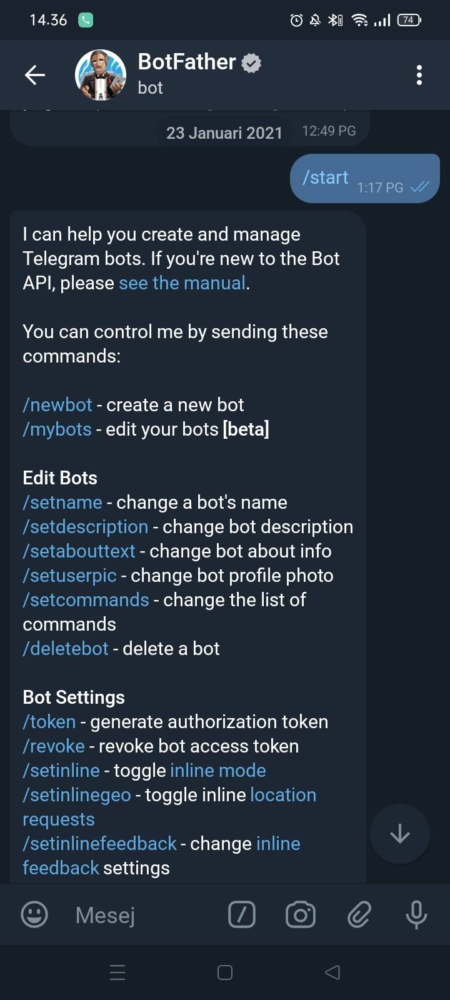 14.36
74
BotFather
bot
23 Januari 2021
12:49 PG
/start
1:17 PG
I can help you create and manage
Telegram bots. If you're new to the Bot
API, please see the manual.
You can control me by sending these
commands:
/newbot - create a new bot
/mybots - edit your bots [beta]
Edit Bots
/setname - change a bot's name
/setdescription - change bot description
/setabouttext - change bot about info
/setuserpic - change bot profile photo
/setcommands - change the list of
commands
/deletebot - delete a bot
Bot Settings
/token - generate authorization token
/revoke - revoke bot access token
/setinline - toggle inline mode
/setinlinegeo - toggle inline location
requests
/setinlinefeedback - change inline
feedback settings
Mesej